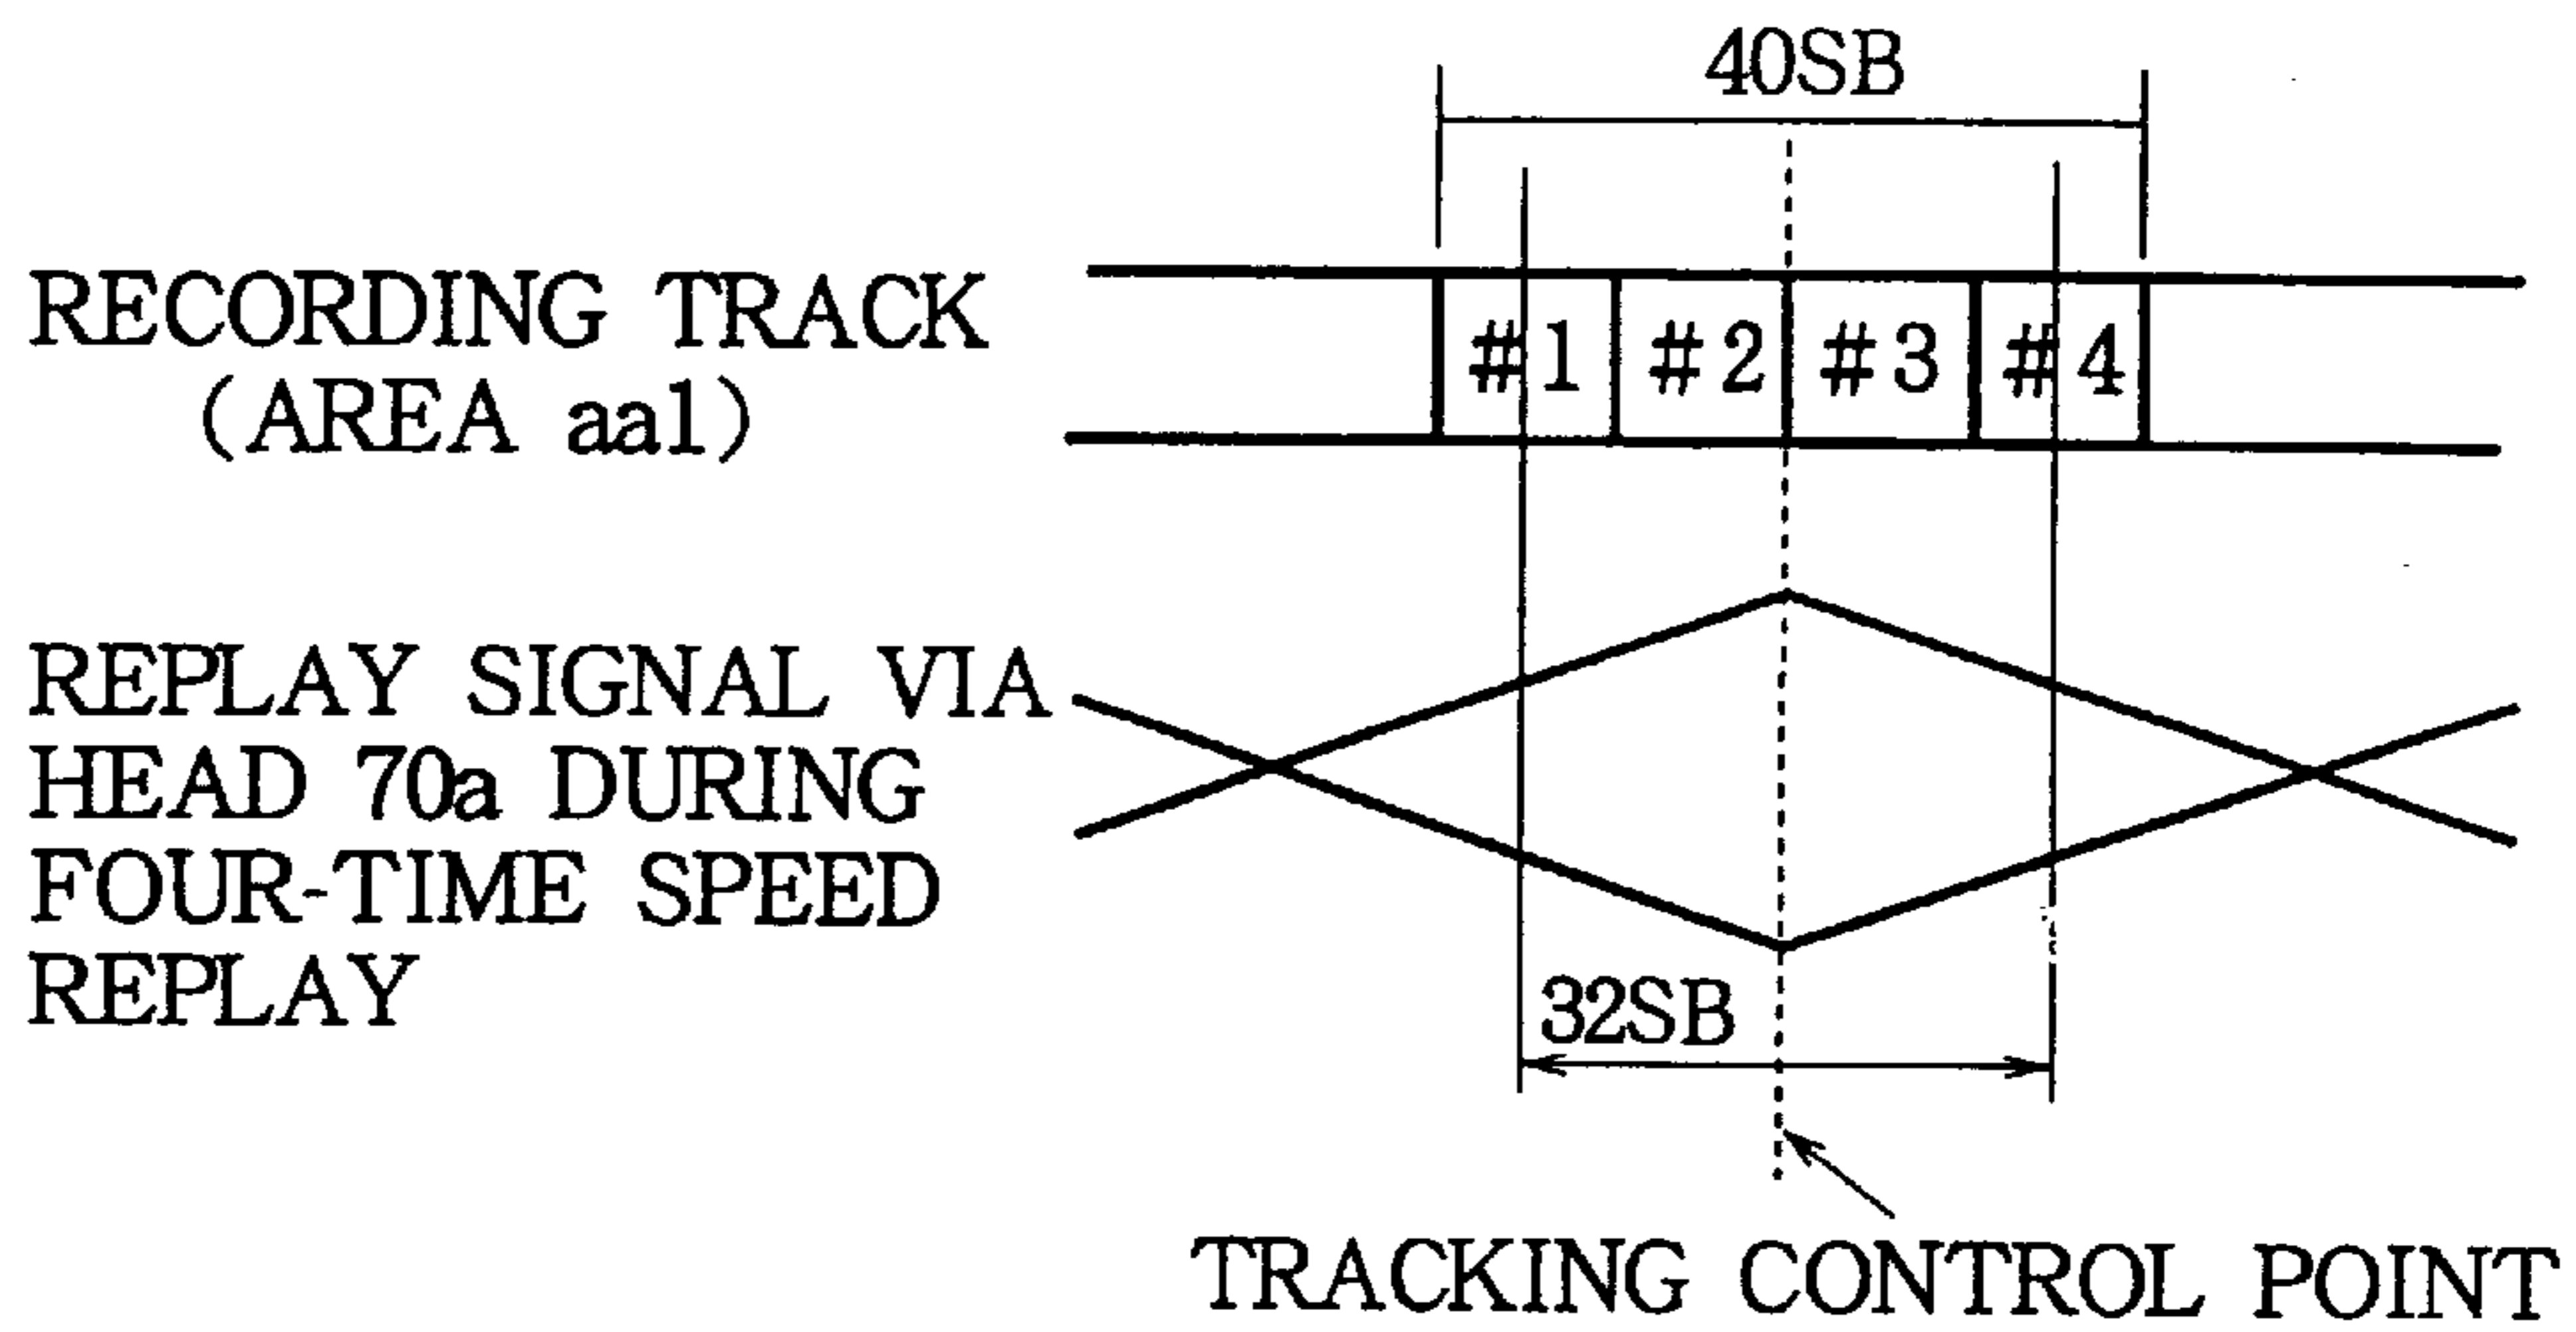 40SB
RECORDING TRACK
(AREA aa1)
#1 #2 #3 #4
REPLAY SIGNAL VIA
HEAD 70a DURING
FOUR-TIME SPEED
REPLAY
32SB
TRACKING CONTROL POINT